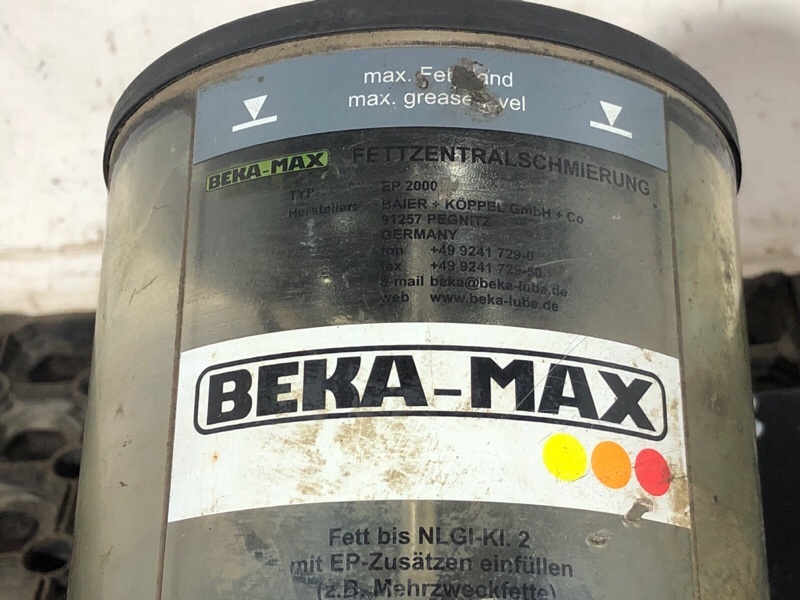 max. Fettstand
max. grease level
BEKA-MAX FETTZENTRALSCHMIERUNG
TYP: EP 2000
Hersteller: BAIER + KÖPPEL GmbH + Co
91257 PEGNITZ
GERMANY
fon +49 9241 729-0
fax +49 9241 729-50
e-mail beka@beka-lube.de
web www.beka-lube.de
BEKA-MAX
Fett bis NLGI-Kl. 2
mit EP-Zusätzen einfüllen
(z.B. Mehrzweckfette)